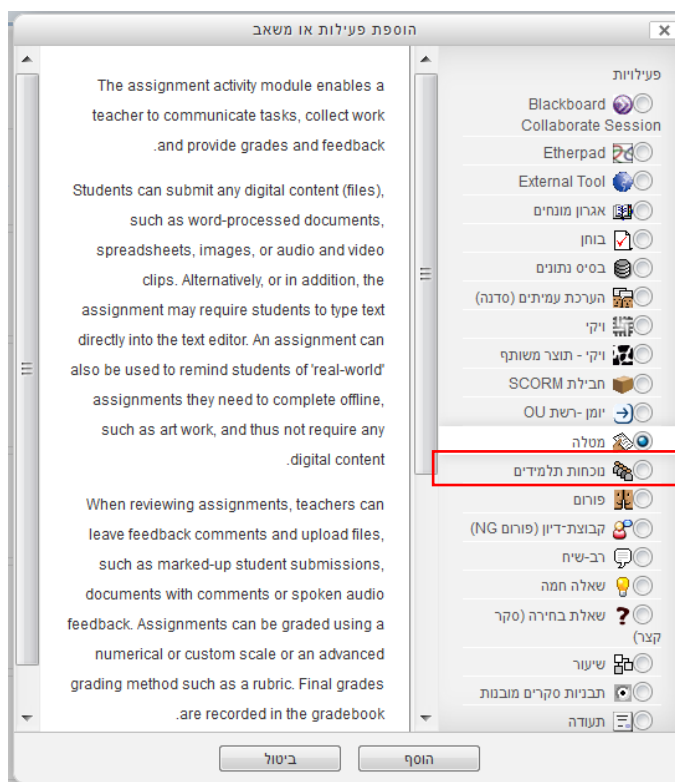 הוספת פעילות או משאב
פעילויות
Blackboard
Collaborate Session
Etherpad
External Tool
אגרון מונחים
בוחן
בסיס נתונים
הערכת עמיתים (סדנה)
ויקי
ויקי - תוצר משותף
חבילת SCORM
יומן -רשת OU
מטלה
נוכחות תלמידים
פורום
קבוצת־דיון (פורום NG)
רב-שיח
שאלה חמה
שאלת בחירה (סקר
קצר)
שיעור
תבניות סקרים מובנות
תעודה
The assignment activity module enables a
teacher to communicate tasks, collect work
.and provide grades and feedback
Students can submit any digital content (files),
such as word-processed documents,
spreadsheets, images, or audio and video
clips. Alternatively, or in addition, the
assignment may require students to type text
directly into the text editor. An assignment can
also be used to remind students of 'real-world'
assignments they need to complete offline,
such as art work, and thus not require any
.digital content
When reviewing assignments, teachers can
leave feedback comments and upload files,
such as marked-up student submissions,
documents with comments or spoken audio
feedback. Assignments can be graded using a
numerical or custom scale or an advanced
grading method such as a rubric. Final grades
.are recorded in the gradebook
הוסף
ביטול